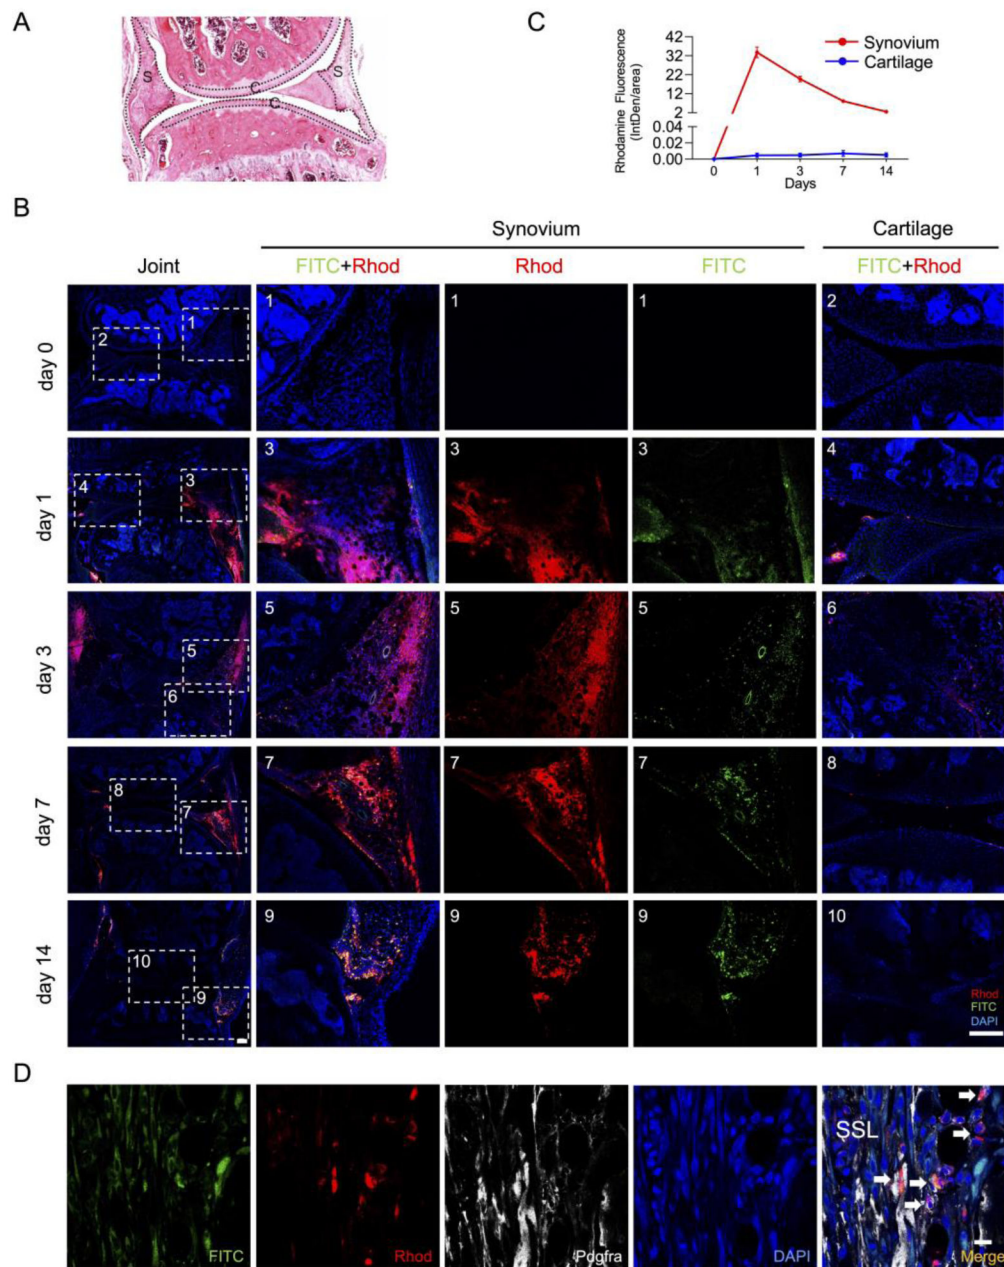 A
S
S
C
C
C
Rhodamine Fluorescence
(IntDen/area)
42
32
22
12
2
0.04
0.02
0.00
0
1
3
7
14
Days
Synovium
Cartilage
B
Synovium
Cartilage
Joint
FITC+Rhod
Rhod
FITC
FITC+Rhod
day 0
2
1
1
1
1
2
day 1
4
3
3
3
3
4
day 3
5
6
5
5
5
6
day 7
8
7
7
7
7
8
day 14
10
9
9
9
9
10
Rhod
FITC
DAPI
D
FITC
Rhod
Pdgfra
DAPI
SSL
Merge